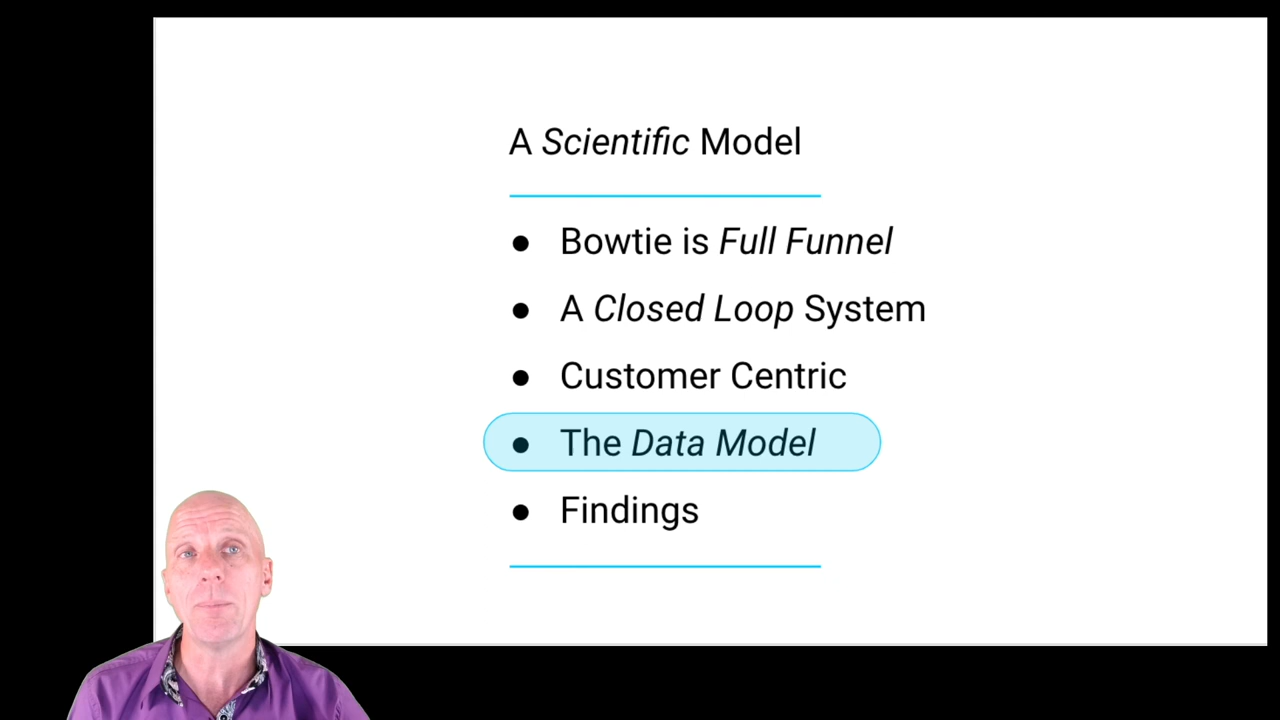 A Scientific Model
● Bowtie is Full Funnel
● A Closed Loop System
● Customer Centric
● The Data Model
● Findings